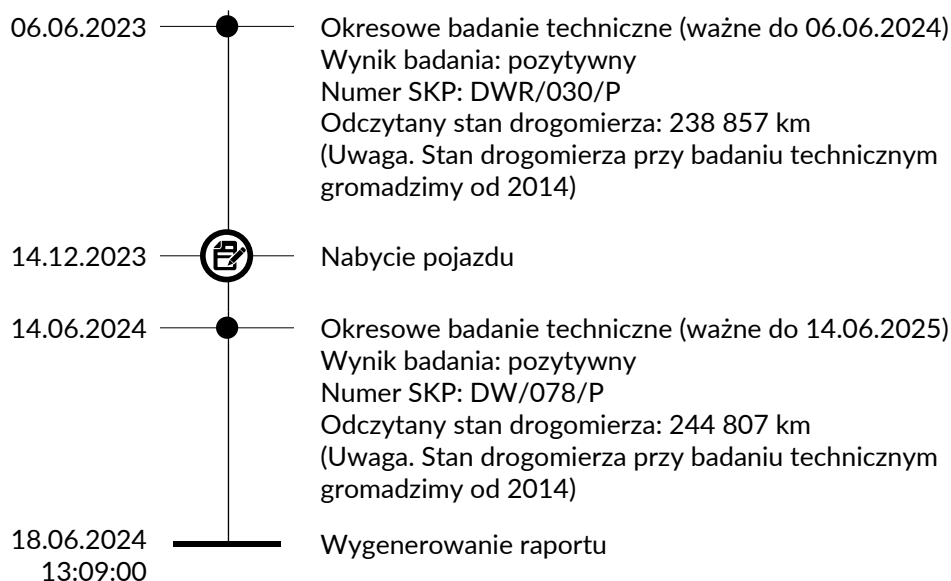 06.06.2023
Okresowe badanie techniczne (ważne do 06.06.2024)
Wynik badania: pozytywny
Numer SKP: DWR/030/P
Odczytany stan drogomierza: 238 857 km
(Uwaga. Stan drogomierza przy badaniu technicznym
gromadzimy od 2014)
14.12.2023
Nabycie pojazdu
14.06.2024
Okresowe badanie techniczne (ważne do 14.06.2025)
Wynik badania: pozytywny
Numer SKP: DW/078/P
Odczytany stan drogomierza: 244 807 km
(Uwaga. Stan drogomierza przy badaniu technicznym
gromadzimy od 2014)
18.06.2024
13:09:00
Wygenerowanie raportu